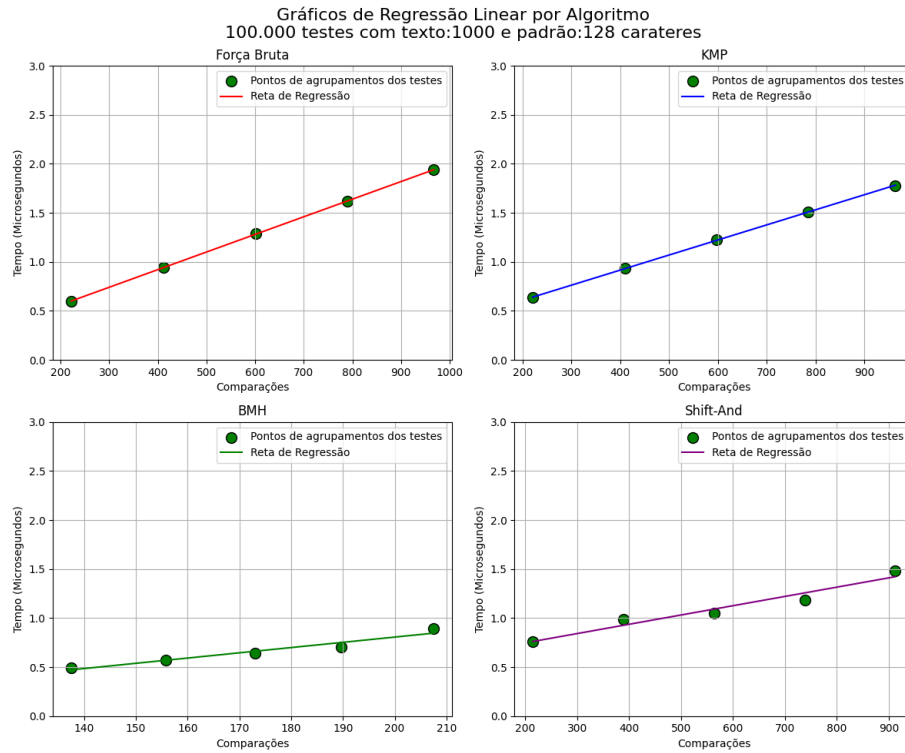 Gráficos de Regressão Linear por Algoritmo
100.000 testes com texto:1000 e padrão:128 carateres
Força Bruta
3.0
2.5
2.0
1.5
1.0
0.5
0.0
Tempo (Microsegundos)
Pontos de agrupamentos dos testes
Reta de Regressão
200 300 400 500 600 700 800 900 1000
Comparações
KMP
3.0
2.5
2.0
1.5
1.0
0.5
0.0
Tempo (Microsegundos)
Pontos de agrupamentos dos testes
Reta de Regressão
200 300 400 500 600 700 800 900
Comparações
BMH
3.0
2.5
2.0
1.5
1.0
0.5
0.0
Tempo (Microsegundos)
Pontos de agrupamentos dos testes
Reta de Regressão
140 150 160 170 180 190 200 210
Comparações
Shift-And
3.0
2.5
2.0
1.5
1.0
0.5
0.0
Tempo (Microsegundos)
Pontos de agrupamentos dos testes
Reta de Regressão
200 300 400 500 600 700 800 900
Comparações